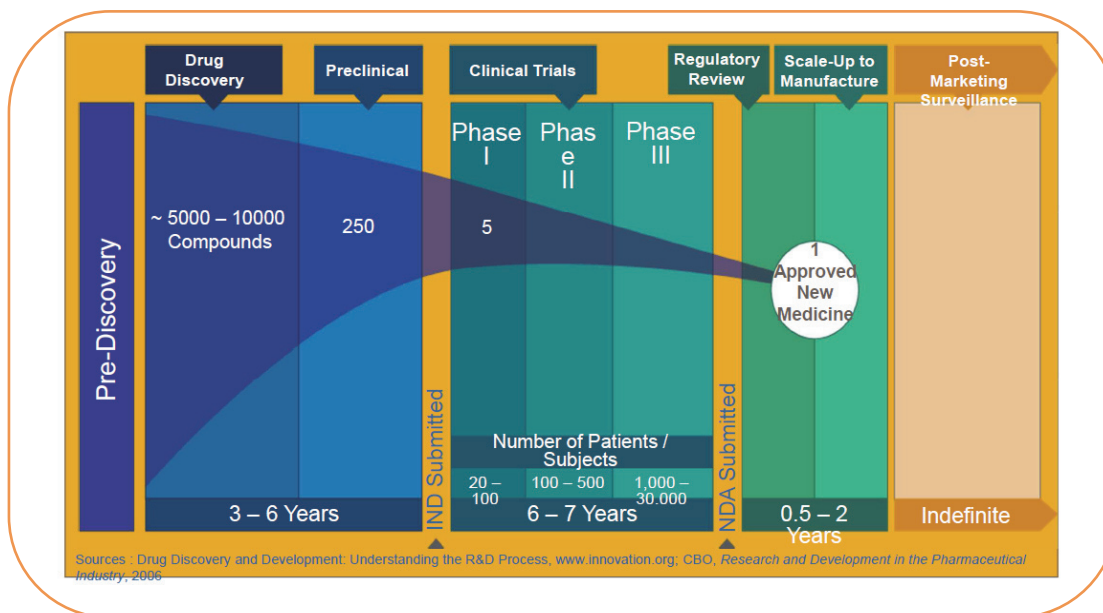 Drug
Discovery
Preclinical
Clinical Trials
Regulatory
Review
Scale-Up to
Manufacture
Post-
Marketing
Surveillance
Pre-Discovery
~ 5000 – 10000
Compounds
250
Phase
I
Phas
e
II
Phase
III
5
1
Approved
New
Medicine
IND Submitted
NDA Submitted
Number of Patients /
Subjects
20 –
100
100 – 500
1,000 –
30.000
3 – 6 Years
6 – 7 Years
0.5 – 2
Years
Indefinite
Sources : Drug Discovery and Development: Understanding the R&D Process, www.innovation.org; CBO, Research and Development in the Pharmaceutical
Industry, 2006